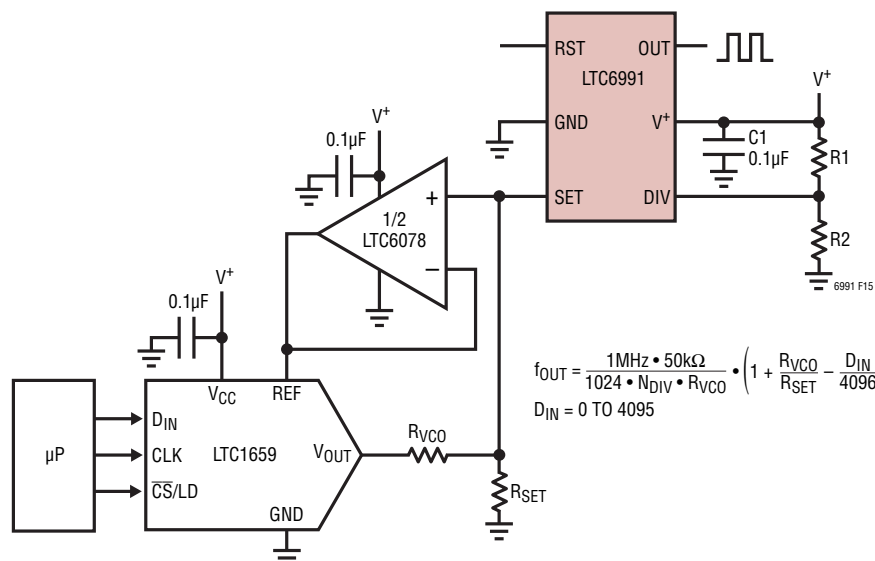 RST
OUT
LTC6991
GND
V+
SET
DIV
V+
C1
0.1µF
R1
R2
6991 F15
V+
0.1µF
+
1/2
LTC6078
–
V+
0.1µF
VCC
REF
µP
DIN
CLK
CS/LD
LTC1659
VOUT
GND
RVCO
RSET
fOUT = 1MHz • 50kΩ / 1024 • NDIV • RVCO • (1 + RVCO / RSET – DIN / 4096
DIN = 0 TO 4095